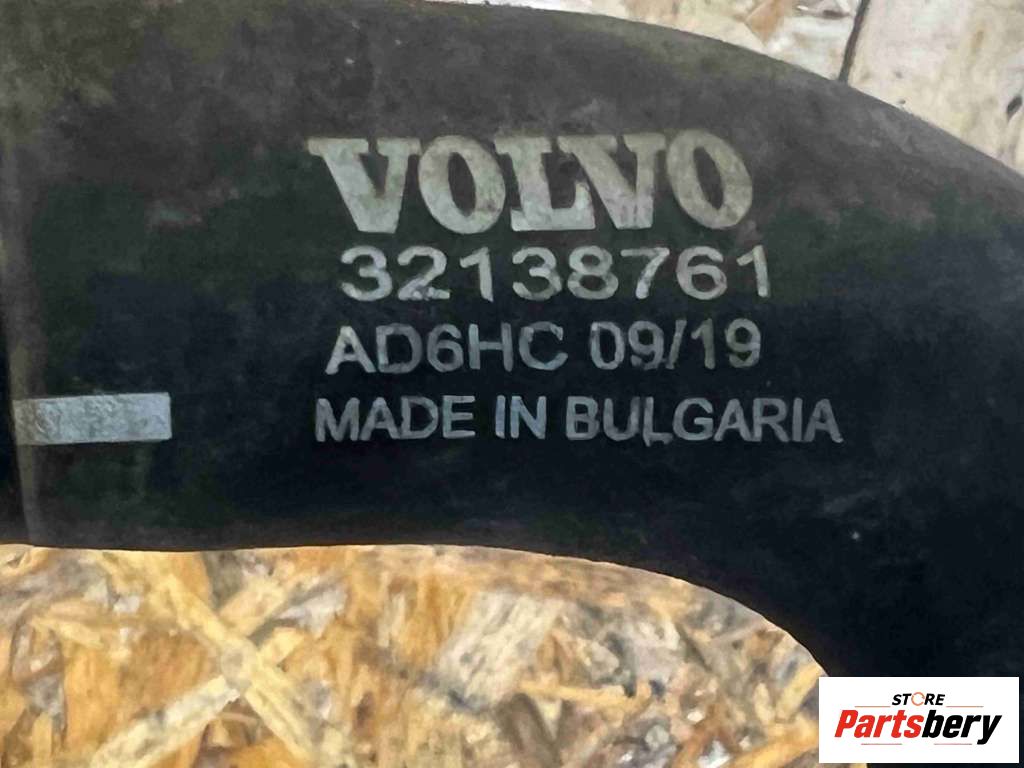 VOLVO
32138761
AD6HC 09/19
MADE IN BULGARIA
STORE
Partsbery